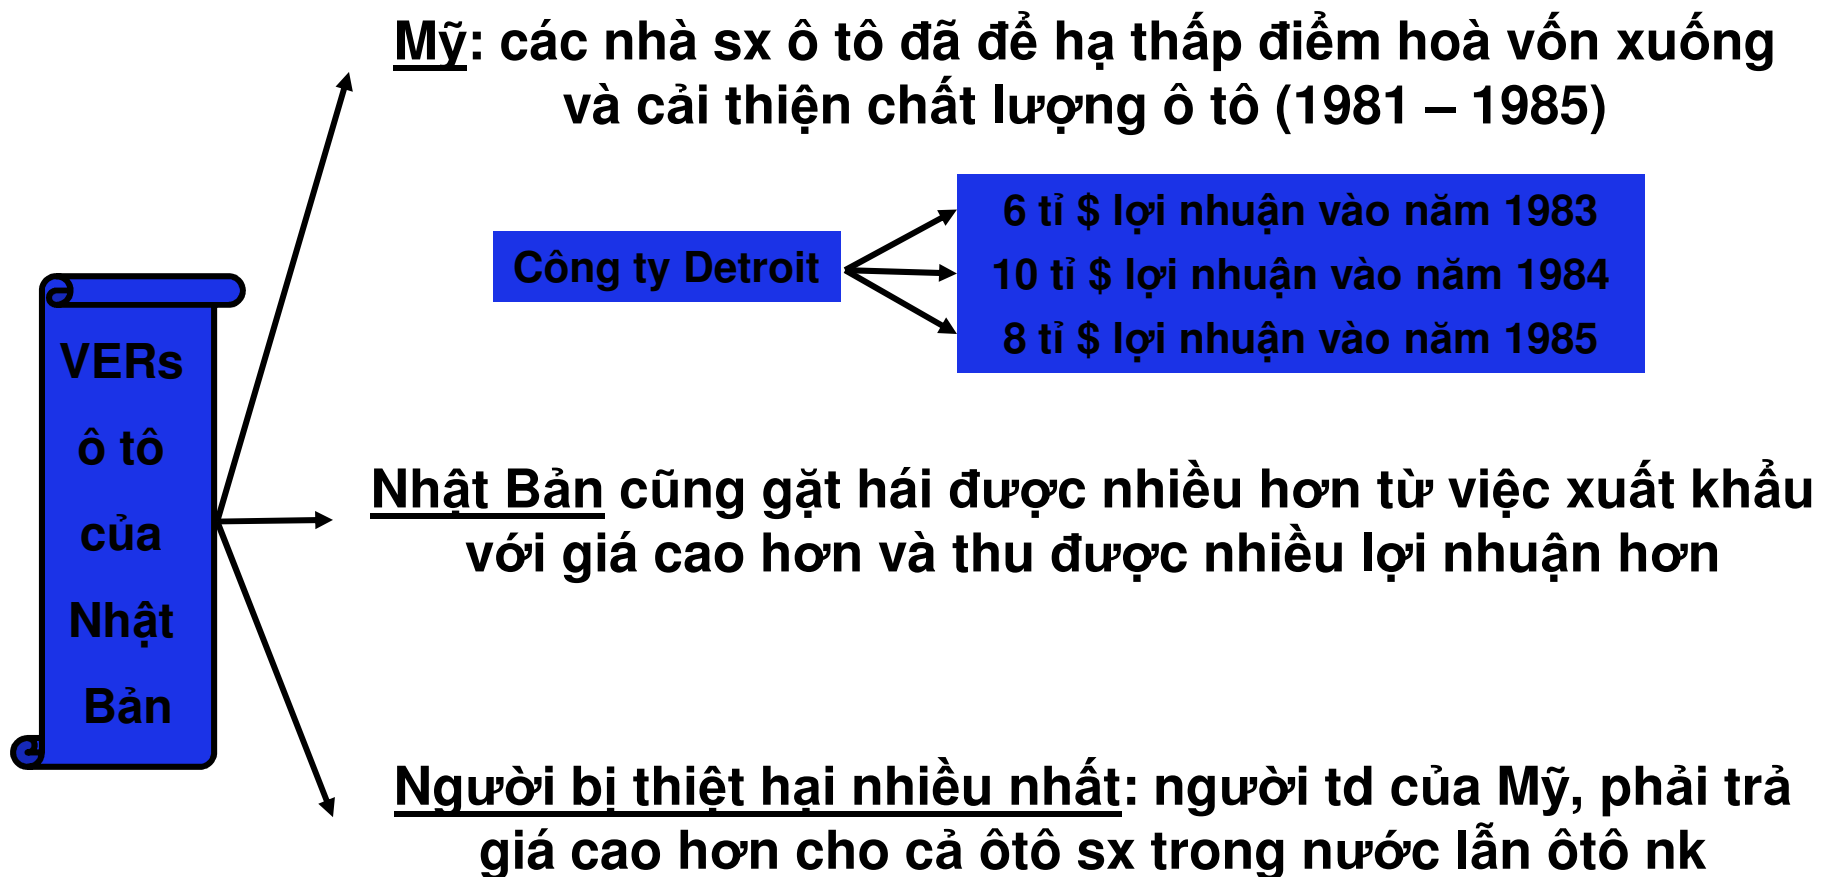 Mỹ: các nhà sx ô tô đã để hạ thấp điểm hoà vốn xuống
và cải thiện chất lượng ô tô (1981 – 1985)
Công ty Detroit
6 tỉ $ lợi nhuận vào năm 1983
10 tỉ $ lợi nhuận vào năm 1984
8 tỉ $ lợi nhuận vào năm 1985
VERs
ô tô
của
Nhật
Bản
Nhật Bản cũng gặt hái được nhiều hơn từ việc xuất khẩu
với giá cao hơn và thu được nhiều lợi nhuận hơn
Người bị thiệt hại nhiều nhất: người td của Mỹ, phải trả
giá cao hơn cho cả ôtô sx trong nước lẫn ôtô nk